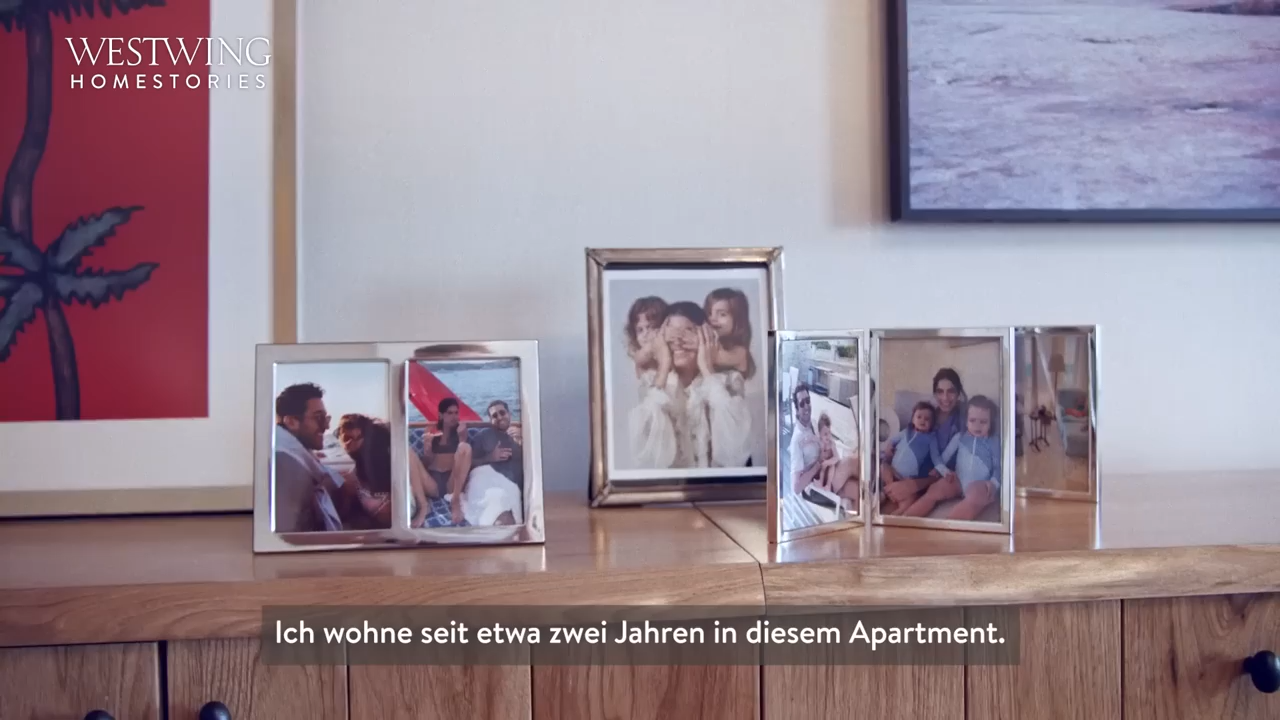 WESTWING
HOMESTORIES
Ich wohne seit etwa zwei Jahren in diesem Apartment.